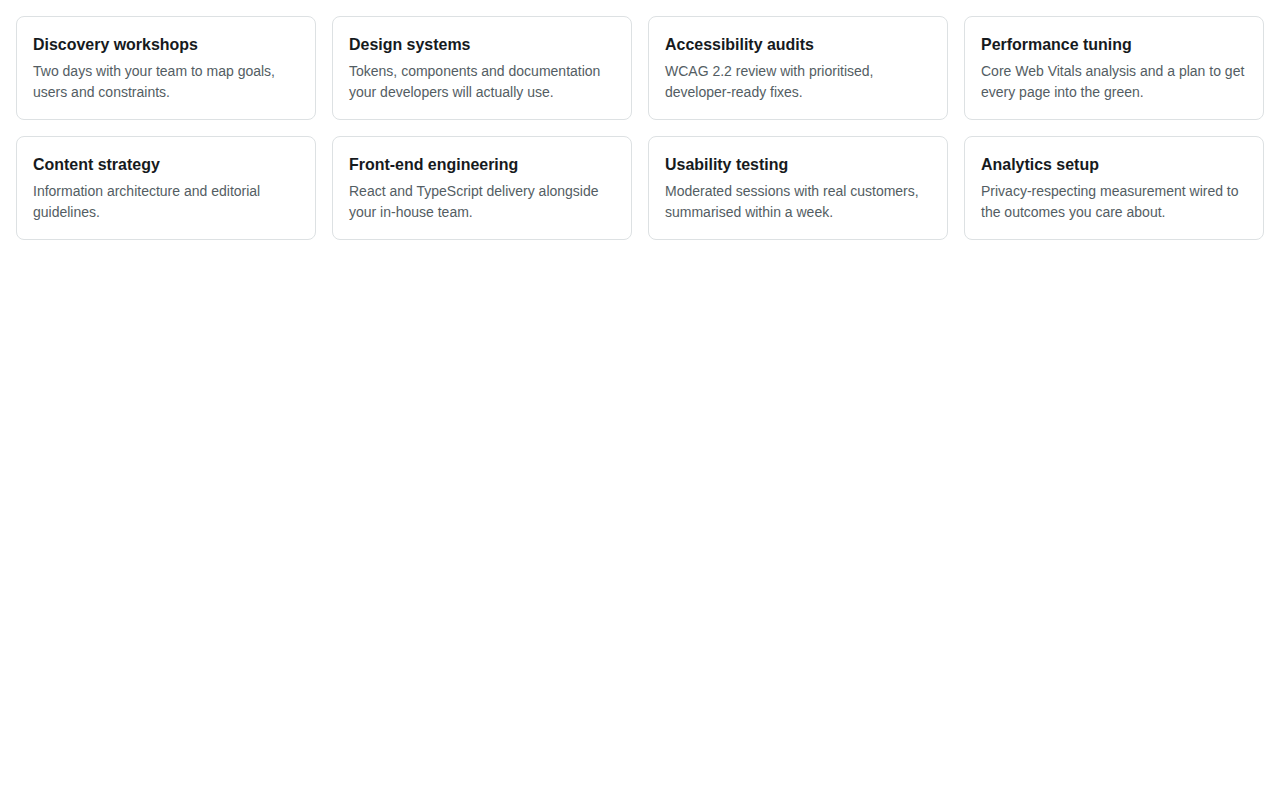 Discovery workshops
Two days with your team to map goals,
users and constraints.
Design systems
Tokens, components and documentation
your developers will actually use.
Accessibility audits
WCAG 2.2 review with prioritised,
developer-ready fixes.
Performance tuning
Core Web Vitals analysis and a plan to get
every page into the green.
Content strategy
Information architecture and editorial
guidelines.
Front-end engineering
React and TypeScript delivery alongside
your in-house team.
Usability testing
Moderated sessions with real customers,
summarised within a week.
Analytics setup
Privacy-respecting measurement wired to
the outcomes you care about.